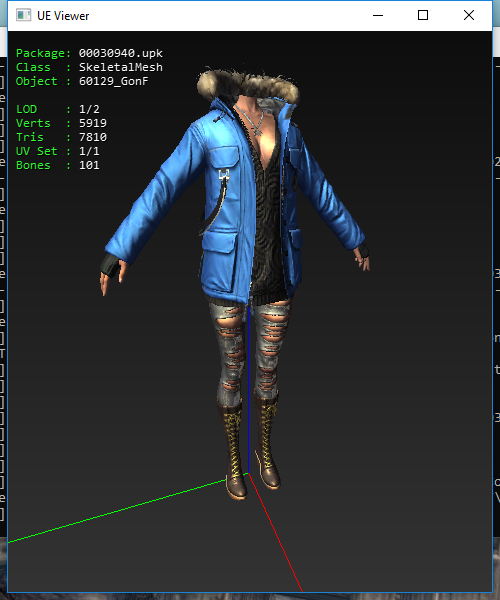 UE Viewer
Package: 00030940.upk
Class : SkeletalMesh
Object : 60129_GonF
LOD : 1/2
Verts : 5919
Tris : 7810
UV Set : 1/1
Bones : 101